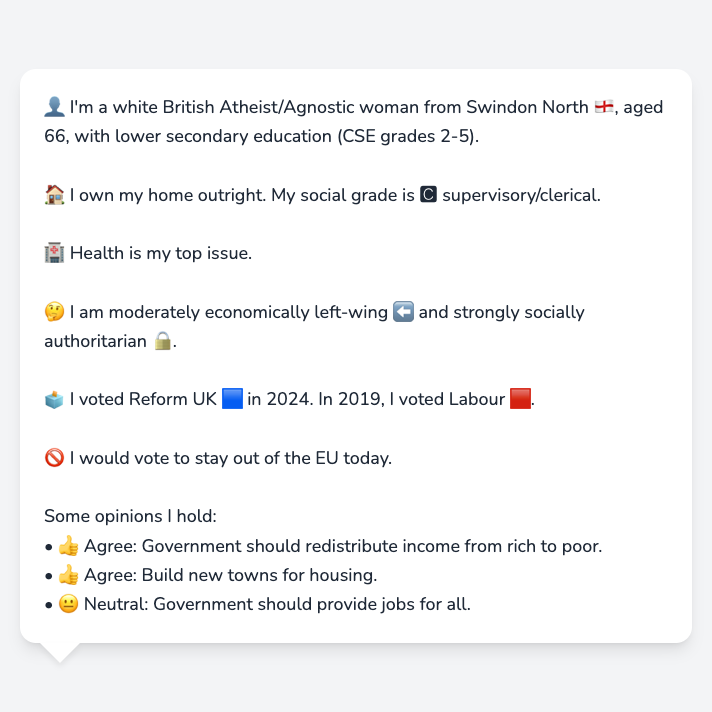 👤 I'm a white British Atheist/Agnostic woman from Swindon North 🏴󠁧󠁢󠁥󠁮󠁧󠁿, aged
66, with lower secondary education (CSE grades 2-5).
🏠 I own my home outright. My social grade is 🅲 supervisory/clerical.
🏥 Health is my top issue.
🤔 I am moderately economically left-wing ⬅️ and strongly socially
authoritarian 🔒.
🗳️ I voted Reform UK 🟦 in 2024. In 2019, I voted Labour 🟥.
🚫 I would vote to stay out of the EU today.
Some opinions I hold:
• 👍 Agree: Government should redistribute income from rich to poor.
• 👍 Agree: Build new towns for housing.
• 😐 Neutral: Government should provide jobs for all.